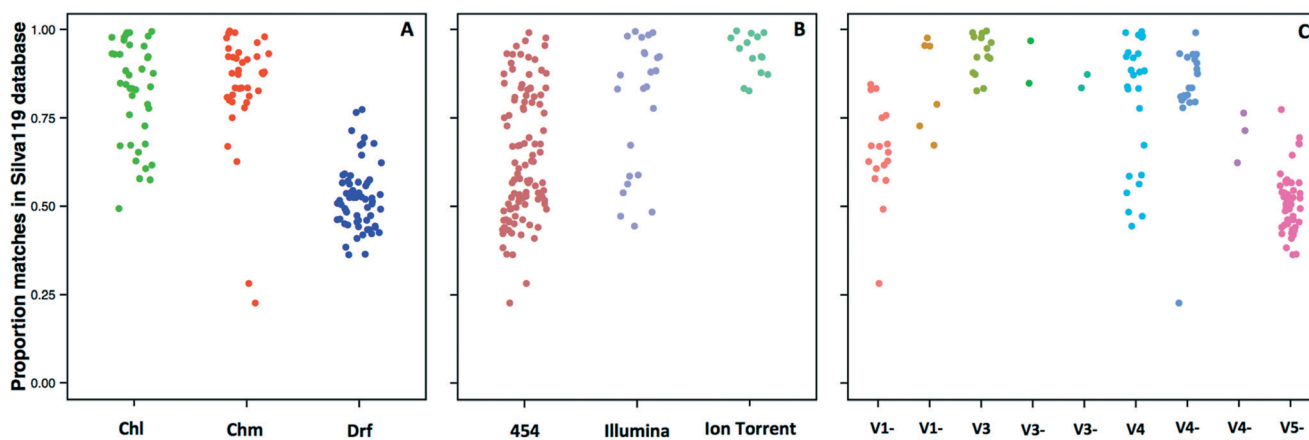 Proportion matches in Silva119 database
1.00
0.75
0.50
0.25
0.00
A
Chl Chm Drf
B
454 Illumina Ion Torrent
C
V1- V1- V3 V3- V3- V4 V4- V4- V5-